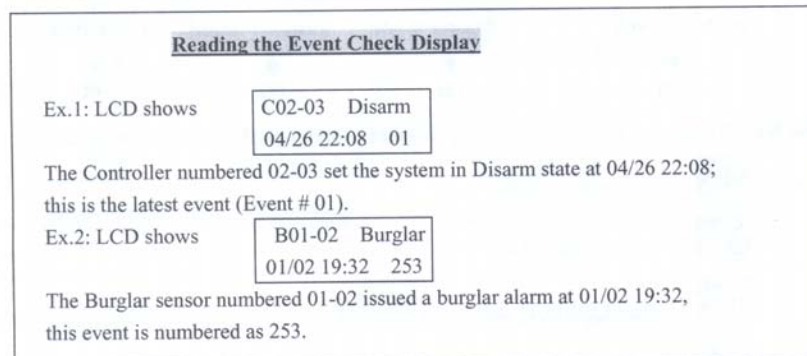 Reading the Event Check Display
Ex.1: LCD shows
C02-03 Disarm
04/26 22:08 01
The Controller numbered 02-03 set the system in Disarm state at 04/26 22:08;
this is the latest event (Event # 01).
Ex.2: LCD shows
B01-02 Burglar
01/02 19:32 253
The Burglar sensor numbered 01-02 issued a burglar alarm at 01/02 19:32,
this event is numbered as 253.